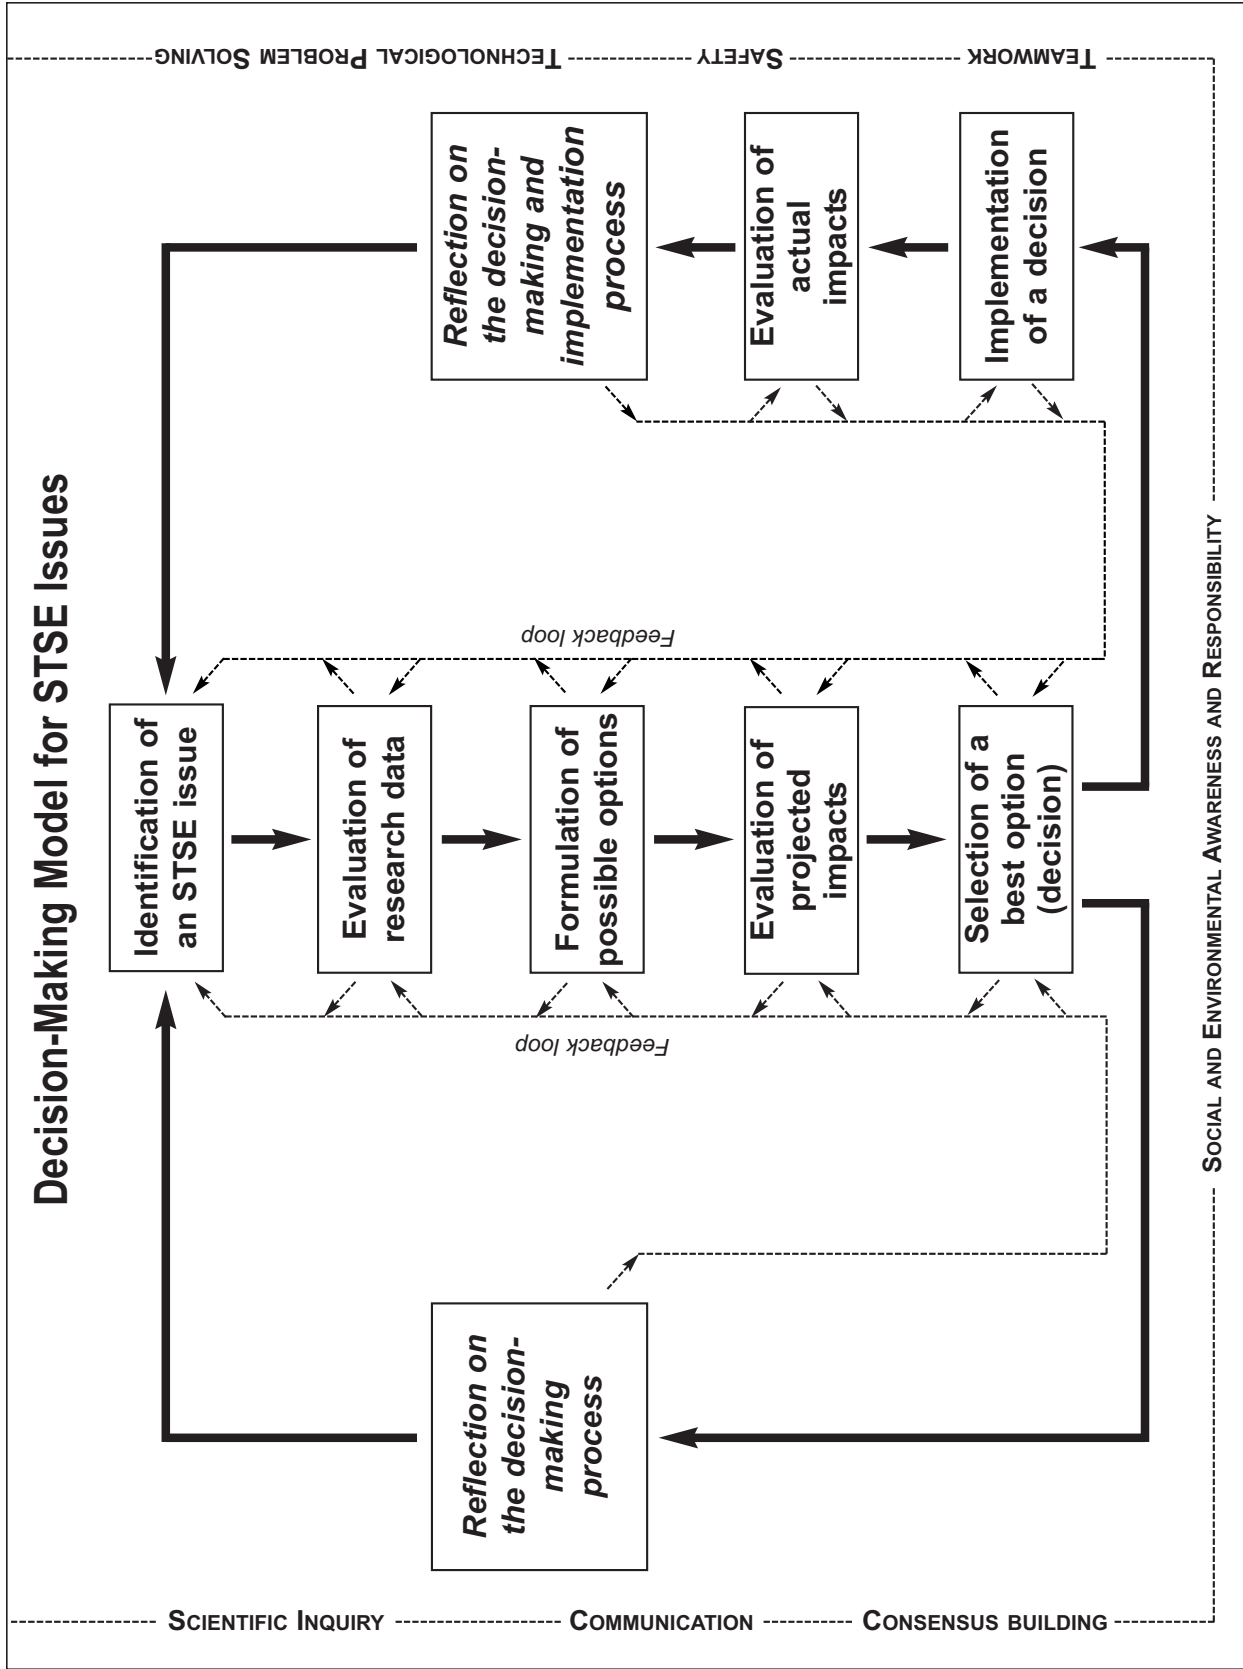 Decision-Making Model for STSE Issues
Identification of
an STSE issue
Evaluation of
research data
Formulation of
possible options
Evaluation of
projected
impacts
Selection of a
best option
(decision)
Feedback loop
Feedback loop
Reflection on
the decision-
making
process
Implementation
of a decision
Evaluation of
actual
impacts
Reflection on
the decision-
making and
implementation
process
SCIENTIFIC INQUIRY
COMMUNICATION
CONSENSUS BUILDING
SOCIAL AND ENVIRONMENTAL AWARENESS AND RESPONSIBILITY
TEAMWORK
SAFETY
TECHNOLOGICAL PROBLEM SOLVING